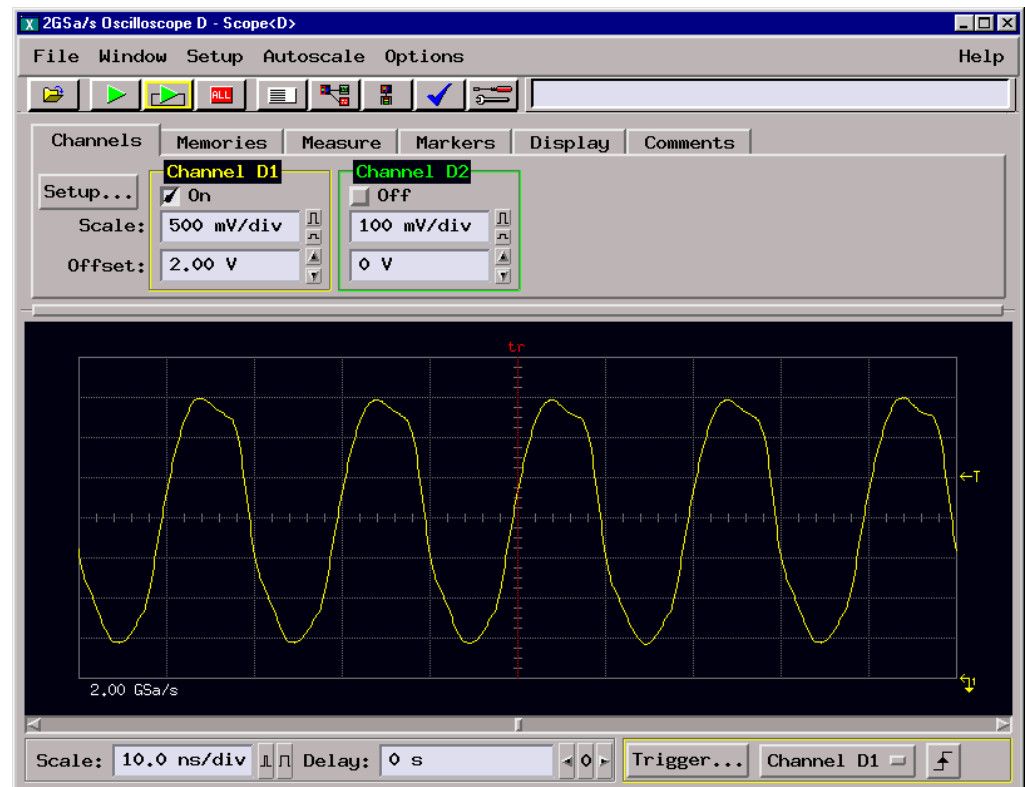 X 2GSa/s Oscilloscope D - Scope<D>
File Window Setup Autoscale Options Help
ALL
Channels Memories Measure Markers Display Comments
Channel D1 Channel D2
Setup... On Off
Scale: 500 mV/div 100 mV/div
Offset: 2.00 V 0 V
tr
←T
1
2.00 GSa/s
Scale: 10.0 ns/div Delay: 0 s 0 Trigger... Channel D1